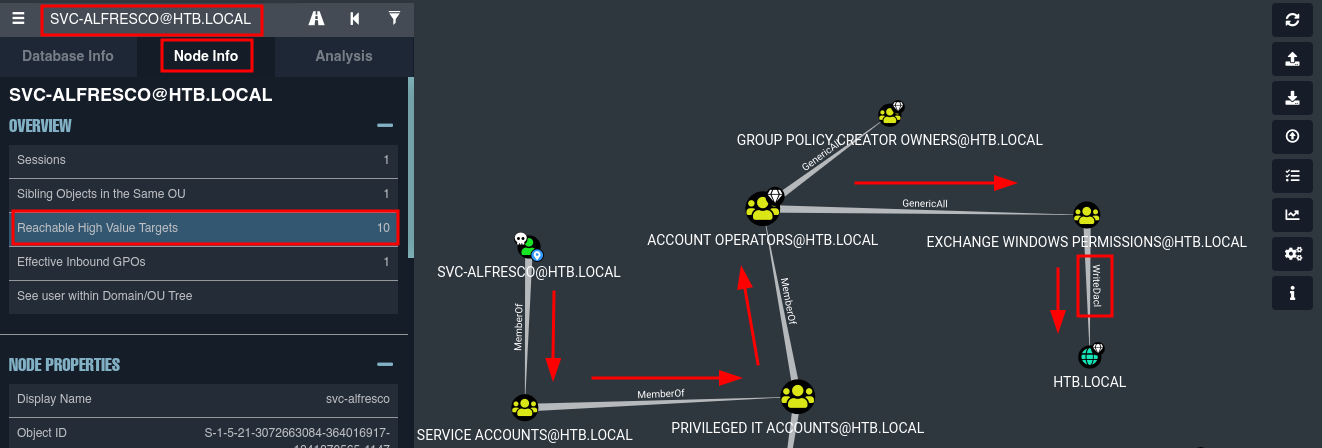 SVC-ALFRESCO@HTB.LOCAL
Database Info
Node Info
Analysis
SVC-ALFRESCO@HTB.LOCAL
OVERVIEW
Sessions 1
Sibling Objects in the Same OU 1
Reachable High Value Targets 10
Effective Inbound GPOs 1
See user within Domain/OU Tree
NODE PROPERTIES
Display Name svc-alfresco
Object ID S-1-5-21-3072663084-364016917-
GROUP POLICY CREATOR OWNERS@HTB.LOCAL
GenericAll
GenericAll
ACCOUNT OPERATORS@HTB.LOCAL
EXCHANGE WINDOWS PERMISSIONS@HTB.LOCAL
SVC-ALFRESCO@HTB.LOCAL
MemberOf
MemberOf
WriteDacl
HTB.LOCAL
MemberOf
SERVICE ACCOUNTS@HTB.LOCAL
PRIVILEGED IT ACCOUNTS@HTB.LOCAL